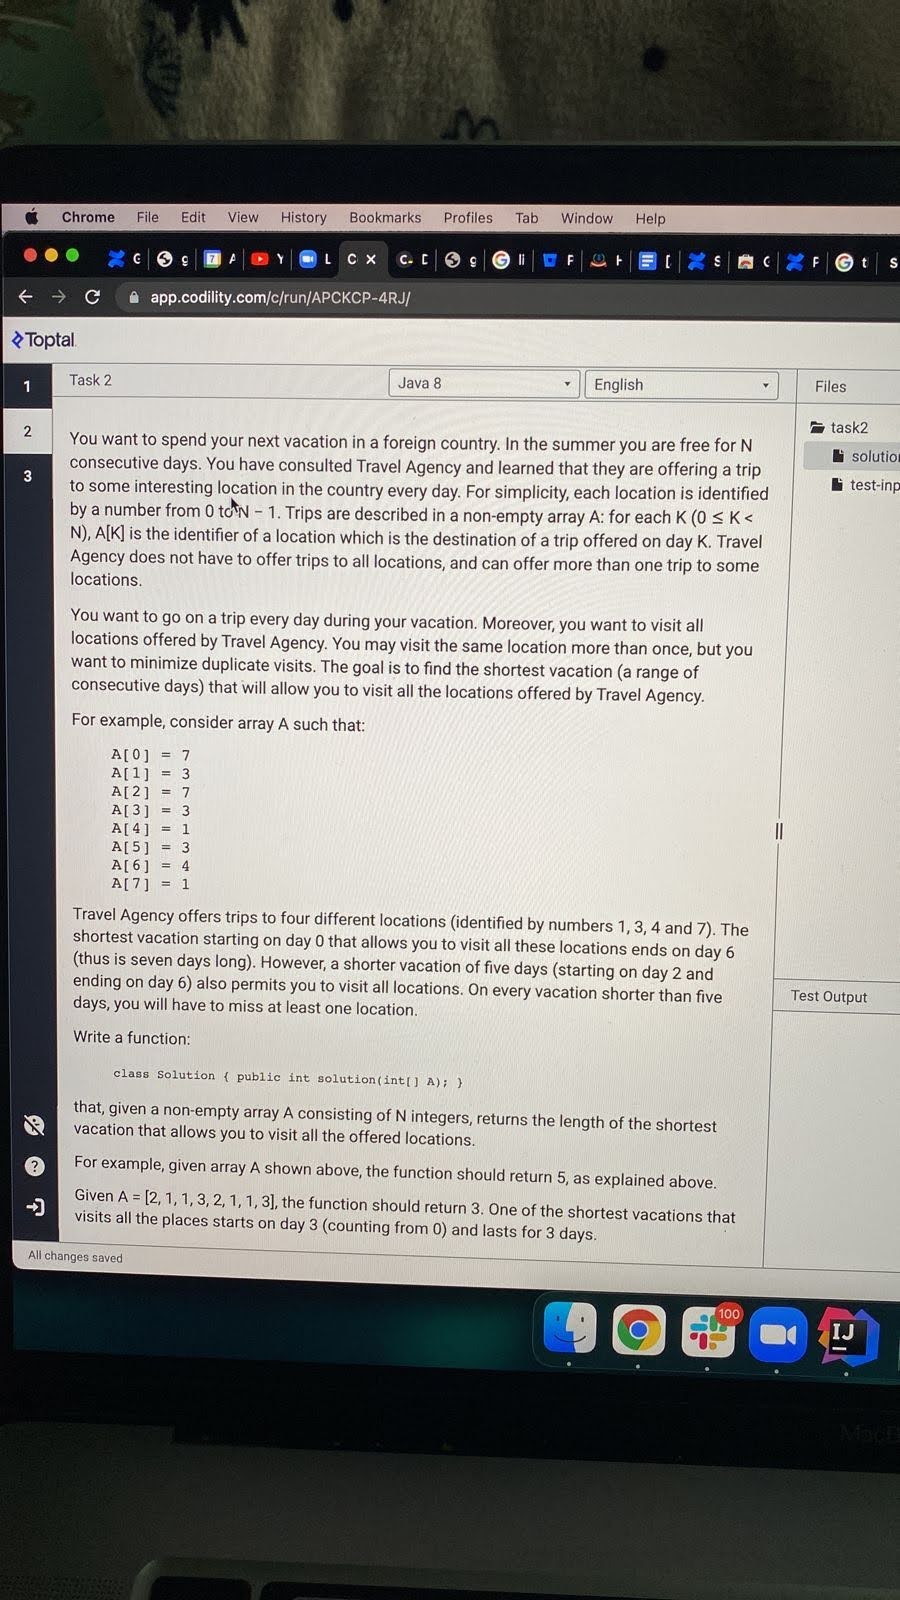 Chrome File Edit View History Bookmarks Profiles Tab Window Help
app.codility.com/c/run/APCKCP-4RJ/
Toptal
1
Task 2
Java 8
English
Files
2
task2
3
You want to spend your next vacation in a foreign country. In the summer you are free for N
consecutive days. You have consulted Travel Agency and learned that they are offering a trip
to some interesting location in the country every day. For simplicity, each location is identified
by a number from 0 to N - 1. Trips are described in a non-empty array A: for each K (0 ≤ K <
N), A[K] is the identifier of a location which is the destination of a trip offered on day K. Travel
Agency does not have to offer trips to all locations, and can offer more than one trip to some
locations.
You want to go on a trip every day during your vacation. Moreover, you want to visit all
locations offered by Travel Agency. You may visit the same location more than once, but you
want to minimize duplicate visits. The goal is to find the shortest vacation (a range of
consecutive days) that will allow you to visit all the locations offered by Travel Agency.
For example, consider array A such that:
A[0] = 7
A[1] = 3
A[2] = 7
A[3] = 3
A[4] = 1
A[5] = 3
A[6] = 4
A[7] = 1
Travel Agency offers trips to four different locations (identified by numbers 1, 3, 4 and 7). The
shortest vacation starting on day 0 that allows you to visit all these locations ends on day 6
(thus is seven days long). However, a shorter vacation of five days (starting on day 2 and
ending on day 6) also permits you to visit all locations. On every vacation shorter than five
days, you will have to miss at least one location.
Write a function:
class Solution { public int solution(int[] A); }
that, given a non-empty array A consisting of N integers, returns the length of the shortest
vacation that allows you to visit all the offered locations.
For example, given array A shown above, the function should return 5, as explained above.
Given A = [2, 1, 1, 3, 2, 1, 1, 3], the function should return 3. One of the shortest vacations that
visits all the places starts on day 3 (counting from 0) and lasts for 3 days.
Test Output
All changes saved
100
IJ